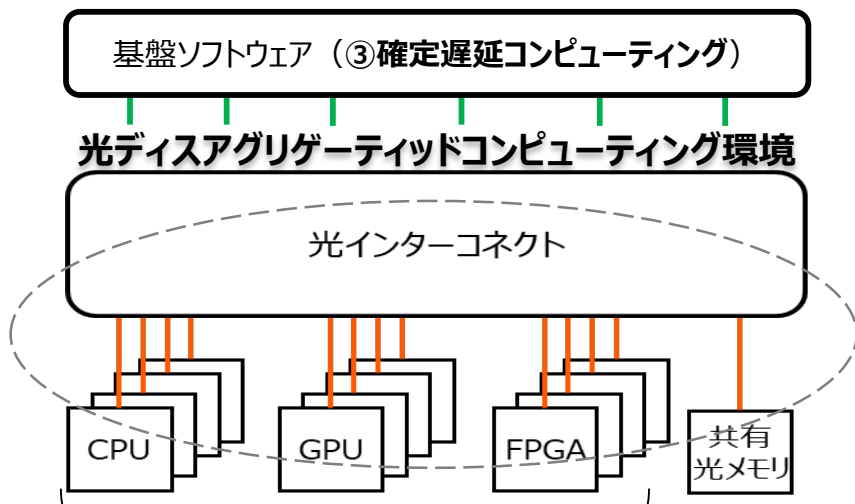 基盤ソフトウェア（③確定遅延コンピューティング）
光ディスアグリゲーティッドコンピューティング環境
光インターコネクト
CPU
GPU
FPGA
共有
光メモリ